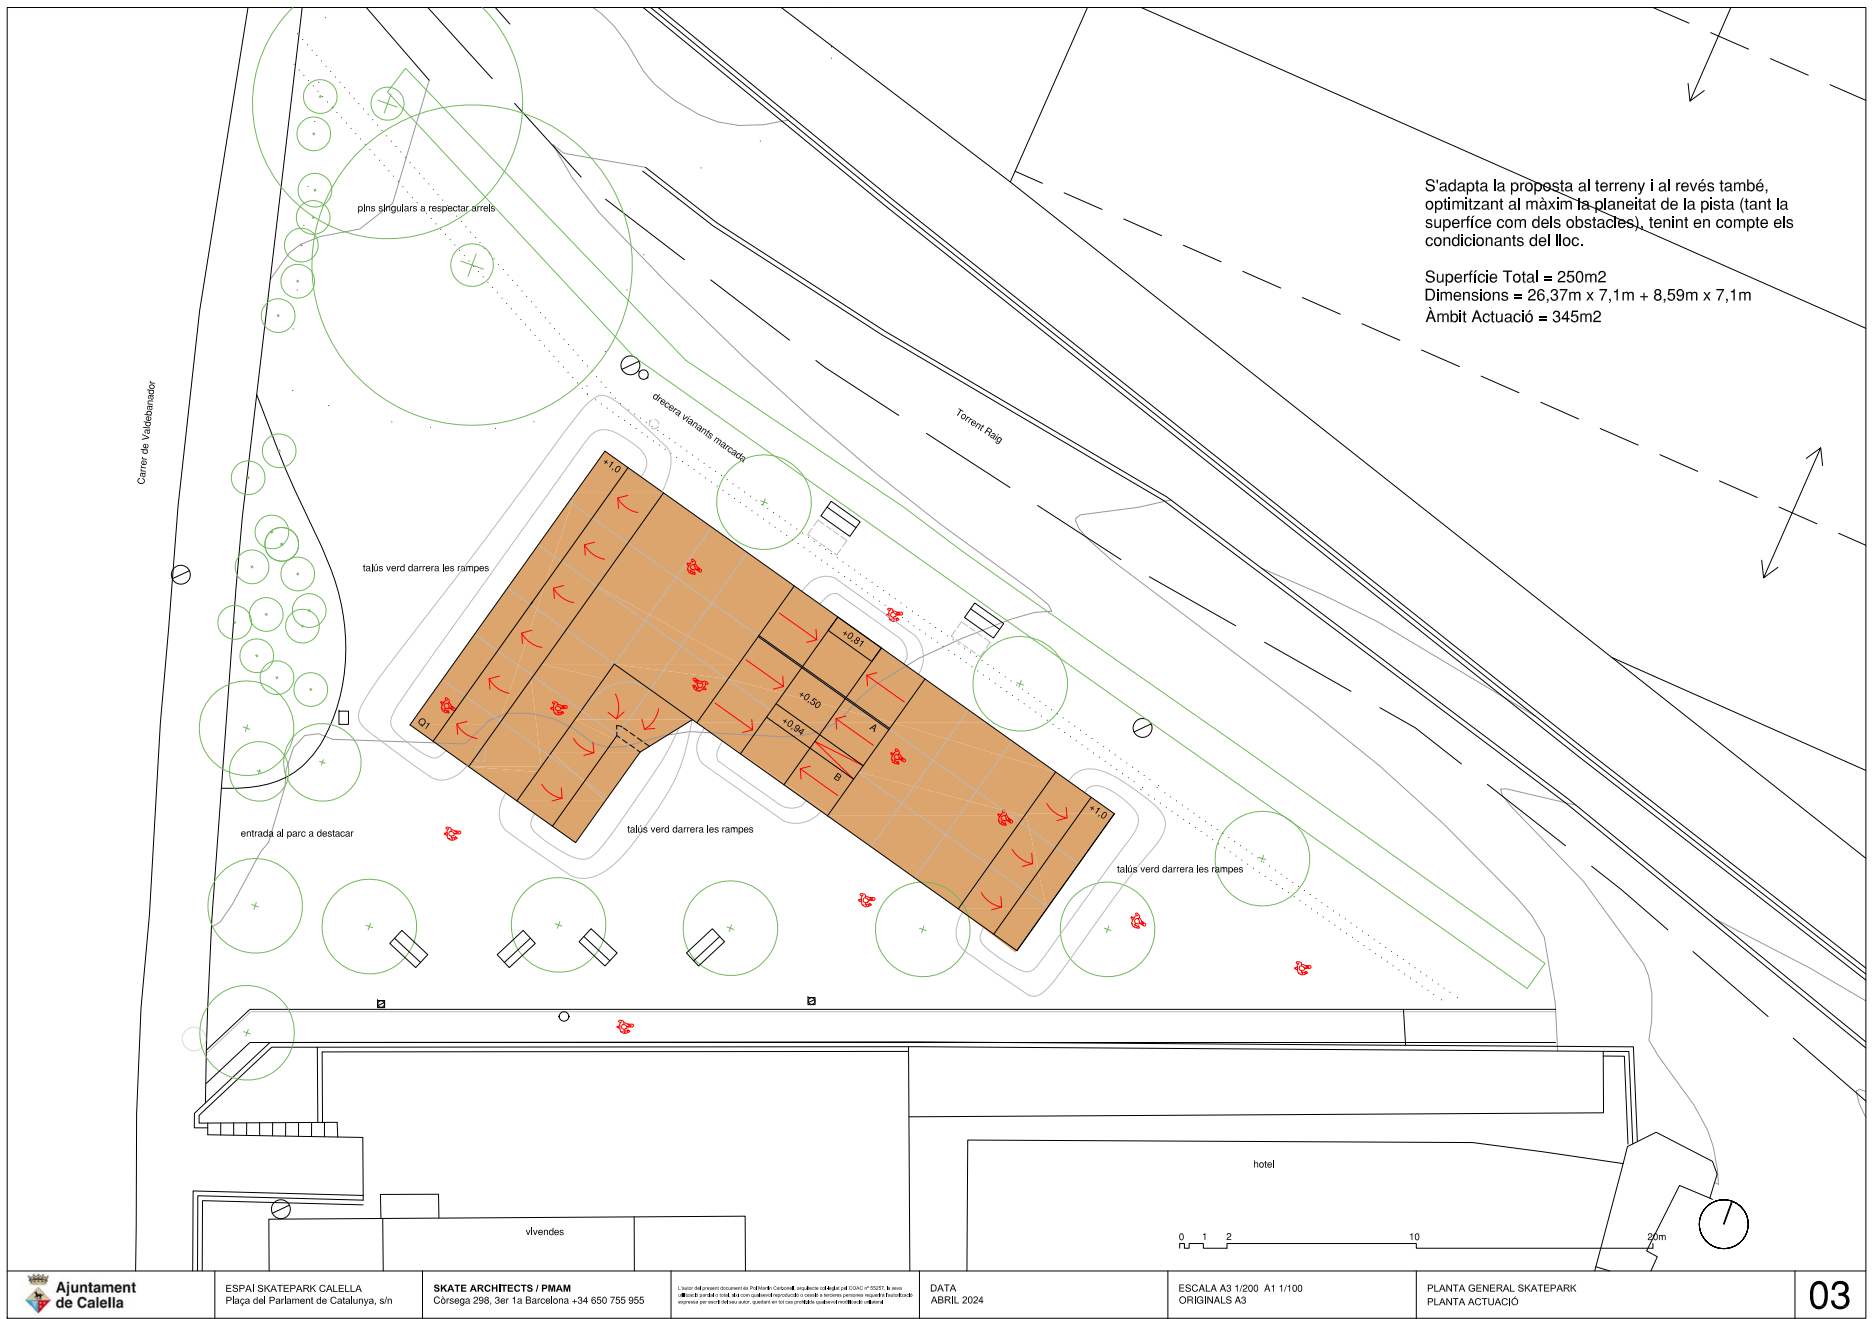 pins singulars a respectar arrels
S'adapta la proposta al terreny i al revés també,
optimitzant al màxim la planeitat de la pista (tant la
superfíce com dels obstacles), tenint en compte els
condicionants del lloc.
Superfície Total = 250m2
Dimensions = 26,37m x 7,1m + 8,59m x 7,1m
Àmbit Actuació = 345m2
Carrer de Valldebanador
drecera vianants marcada
Torrent Raig
+1,0
talús verd darrera les rampes
+0,81
+0,50
+0,94
A
B
Q1
+1,0
entrada al parc a destacar
talús verd darrera les rampes
talús verd darrera les rampes
hotel
vivendes
0 1 2 10 20m
Ajuntament
de Calella
ESPAI SKATEPARK CALELLA
Plaça del Parlament de Catalunya, s/n
SKATE ARCHITECTS / PMAM
Còrsega 298, 3er 1a Barcelona +34 650 755 955
DATA
ABRIL 2024
ESCALA A3 1/200 A1 1/100
ORIGINALS A3
PLANTA GENERAL SKATEPARK
PLANTA ACTUACIÓ
03